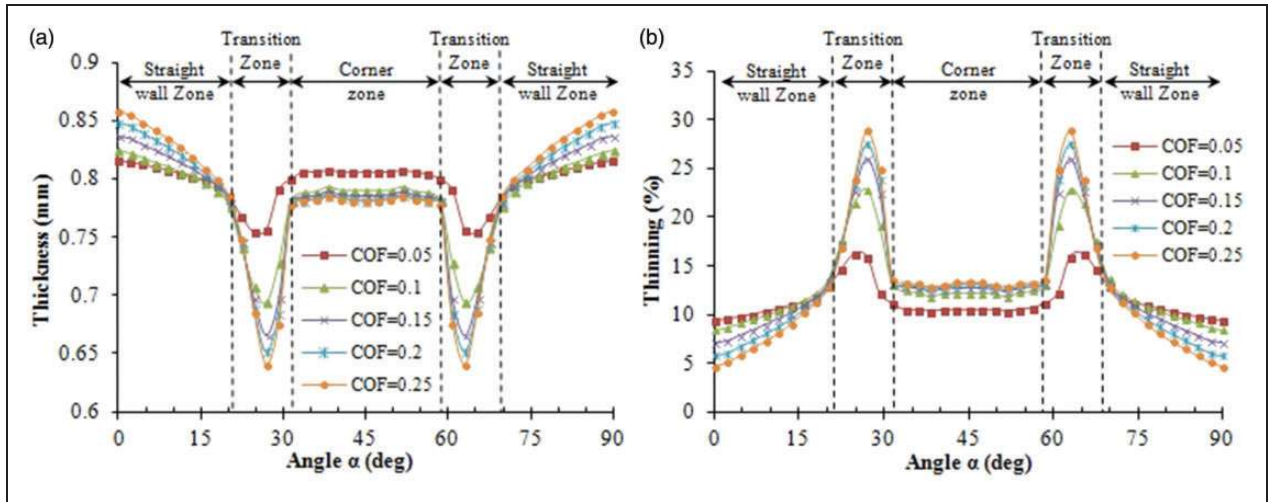 (a)
Transition
Zone
Transition
Zone
Straight
wall Zone
Corner
zone
Straight
wall Zone
Thickness (mm)
0.9
0.85
0.8
0.75
0.7
0.65
0.6
COF=0.05
COF=0.1
COF=0.15
COF=0.2
COF=0.25
0 15 30 45 60 75 90
Angle α (deg)
(b)
Transition
Zone
Transition
Zone
Straight
wall Zone
Corner
zone
Straight
wall Zone
Thinning (%)
35
30
25
20
15
10
5
0
COF=0.05
COF=0.1
COF=0.15
COF=0.2
COF=0.25
0 15 30 45 60 75 90
Angle α (deg)